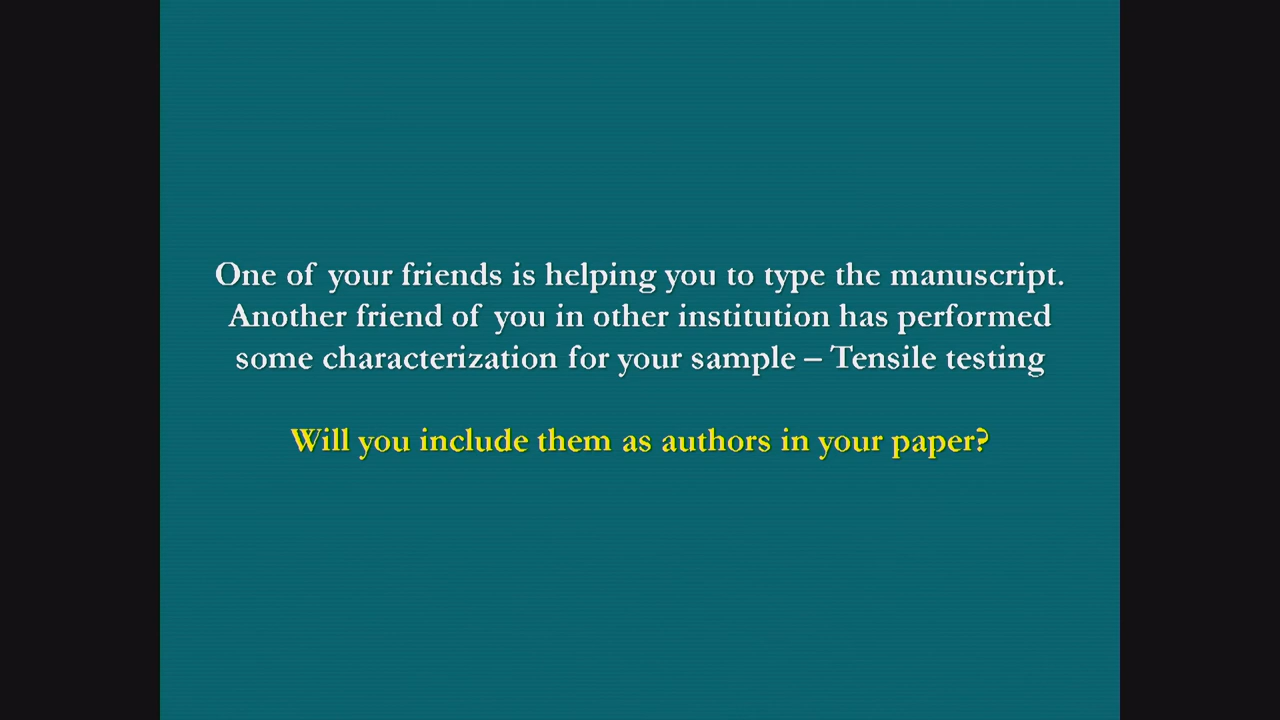 One of your friends is helping you to type the manuscript.
Another friend of you in other institution has performed
some characterization for your sample – Tensile testing
Will you include them as authors in your paper?